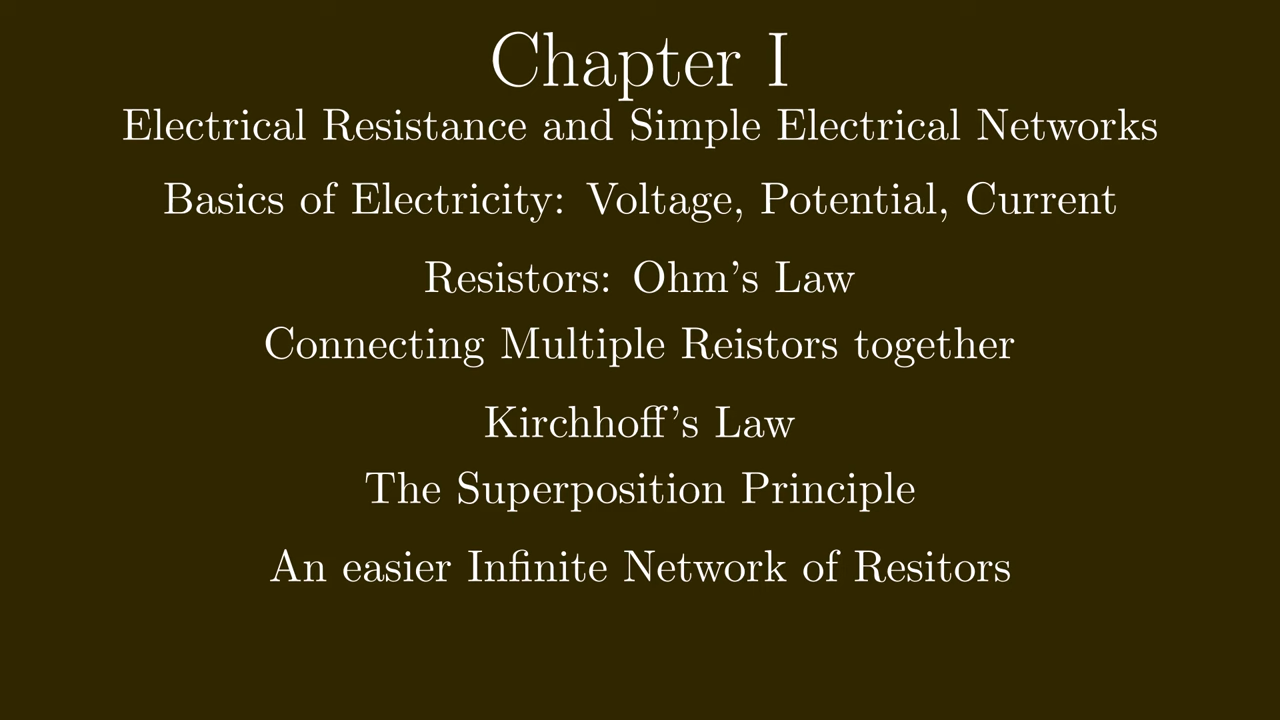 Chapter I
Electrical Resistance and Simple Electrical Networks
Basics of Electricity: Voltage, Potential, Current
Resistors: Ohm's Law
Connecting Multiple Reistors together
Kirchhoff's Law
The Superposition Principle
An easier Infinite Network of Resitors